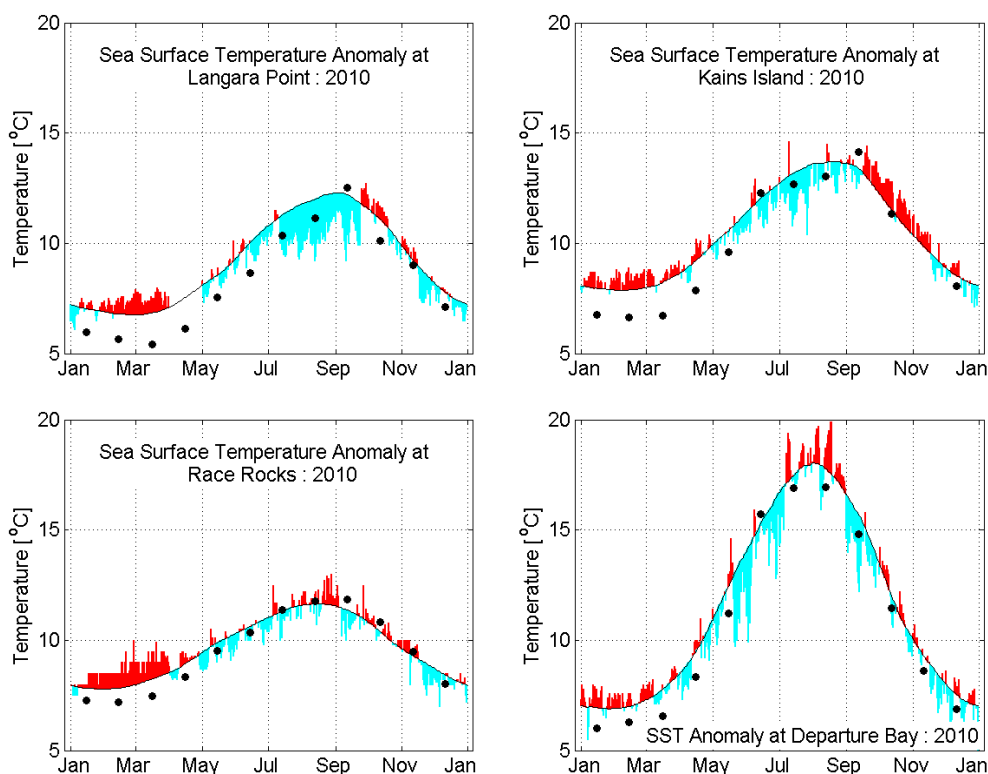 Sea Surface Temperature Anomaly at
Langara Point : 2010
Temperature [ °C]
20
15
10
5
Jan Mar May Jul Sep Nov Jan
Sea Surface Temperature Anomaly at
Kains Island : 2010
Temperature [ °C]
20
15
10
5
Jan Mar May Jul Sep Nov Jan
Sea Surface Temperature Anomaly at
Race Rocks : 2010
Temperature [ °C]
20
15
10
5
Jan Mar May Jul Sep Nov Jan
Temperature [ °C]
20
15
10
5
SST Anomaly at Departure Bay : 2010
Jan Mar May Jul Sep Nov Jan